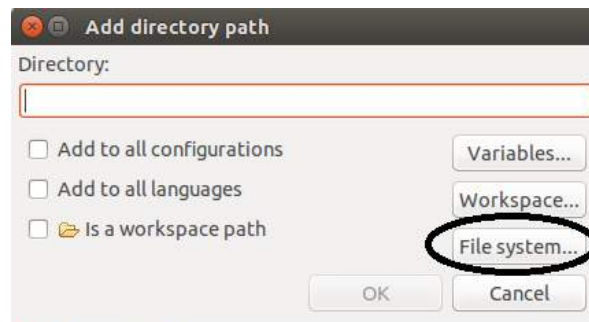 Add directory path
Directory:
Add to all configurations
Variables...
Add to all languages
Workspace...
Is a workspace path
File system...
OK
Cancel